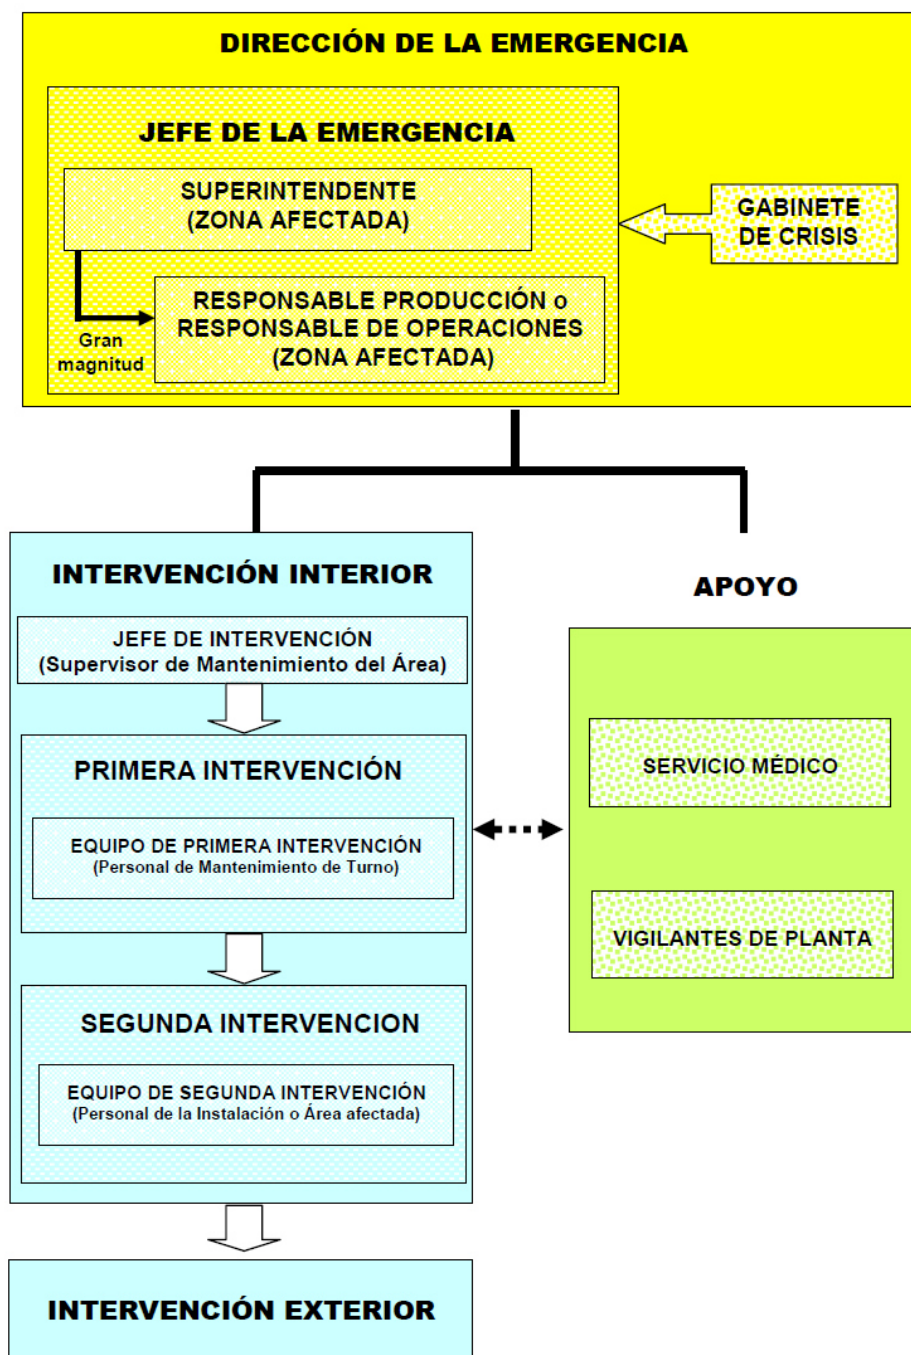 DIRECCIÓN DE LA EMERGENCIA
JEFE DE LA EMERGENCIA
SUPERINTENDENTE
(ZONA AFECTADA)
GABINETE
DE CRISIS
RESPONSABLE PRODUCCIÓN o
RESPONSABLE DE OPERACIONES
(ZONA AFECTADA)
Gran
magnitud
INTERVENCIÓN INTERIOR
JEFE DE INTERVENCIÓN
(Supervisor de Mantenimiento del Área)
PRIMERA INTERVENCIÓN
EQUIPO DE PRIMERA INTERVENCIÓN
(Personal de Mantenimiento de Turno)
SEGUNDA INTERVENCION
EQUIPO DE SEGUNDA INTERVENCIÓN
(Personal de la Instalación o Área afectada)
INTERVENCIÓN EXTERIOR
APOYO
SERVICIO MÉDICO
VIGILANTES DE PLANTA